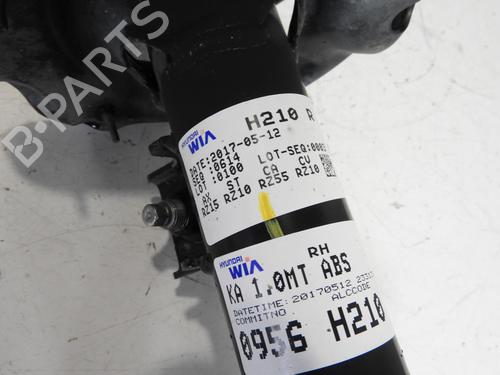 HYUNDAI
WIA H210 R
DATE:2017-05-12
SEQ :0614
LOT :0100 LOT-SEQ:0005
AX ST CA CU
RZ15 RZ10 RZ55 RZ10
HYUNDAI
WIA RH
KA 1.0MT ABS
DATETIME:20170512
COMMITNO ALCCODE
0956 H210
B-PARTS